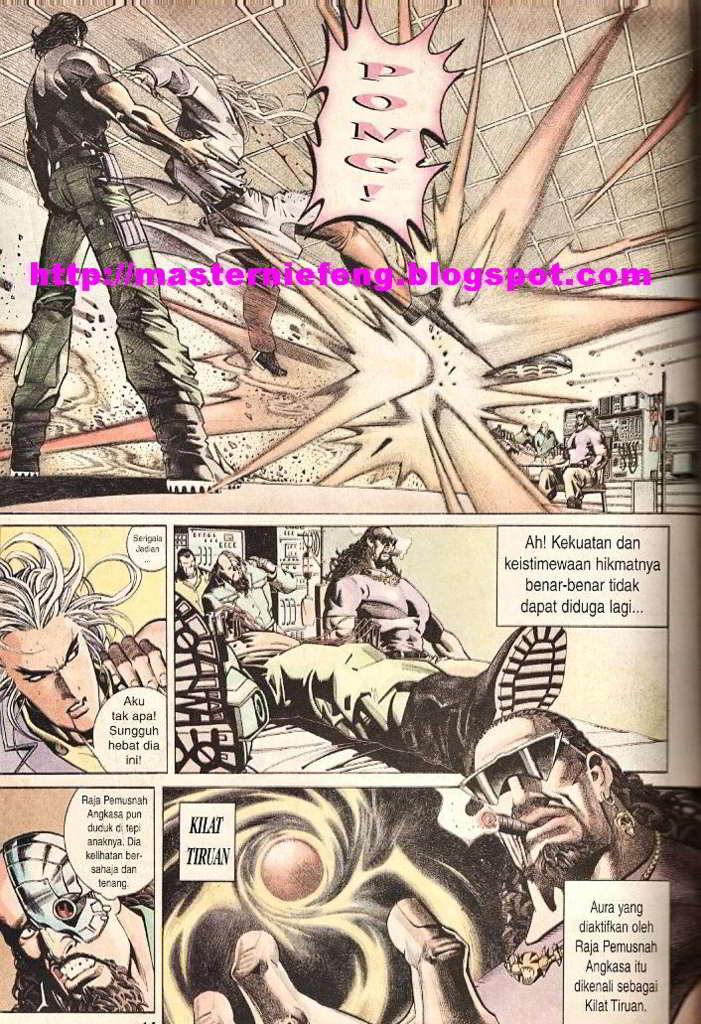 PONG!
http://masterniefeng.blogspot.com
Serigala
Jadian
...
Aku
tak apa!
Sungguh
hebat dia
ini!
Ah! Kekuatan dan
keistimewaan hikmatnya
benar-benar tidak
dapat diduga lagi...
Raja Pemusnah
Angkasa pun
duduk di tepi
anaknya. Dia
kelihatan ber-
sahaja dan
tenang.
KILAT
TIRUAN
Aura yang
diaktifkan oleh
Raja Pemusnah
Angkasa itu
dikenali sebagai
Kilat Tiruan.